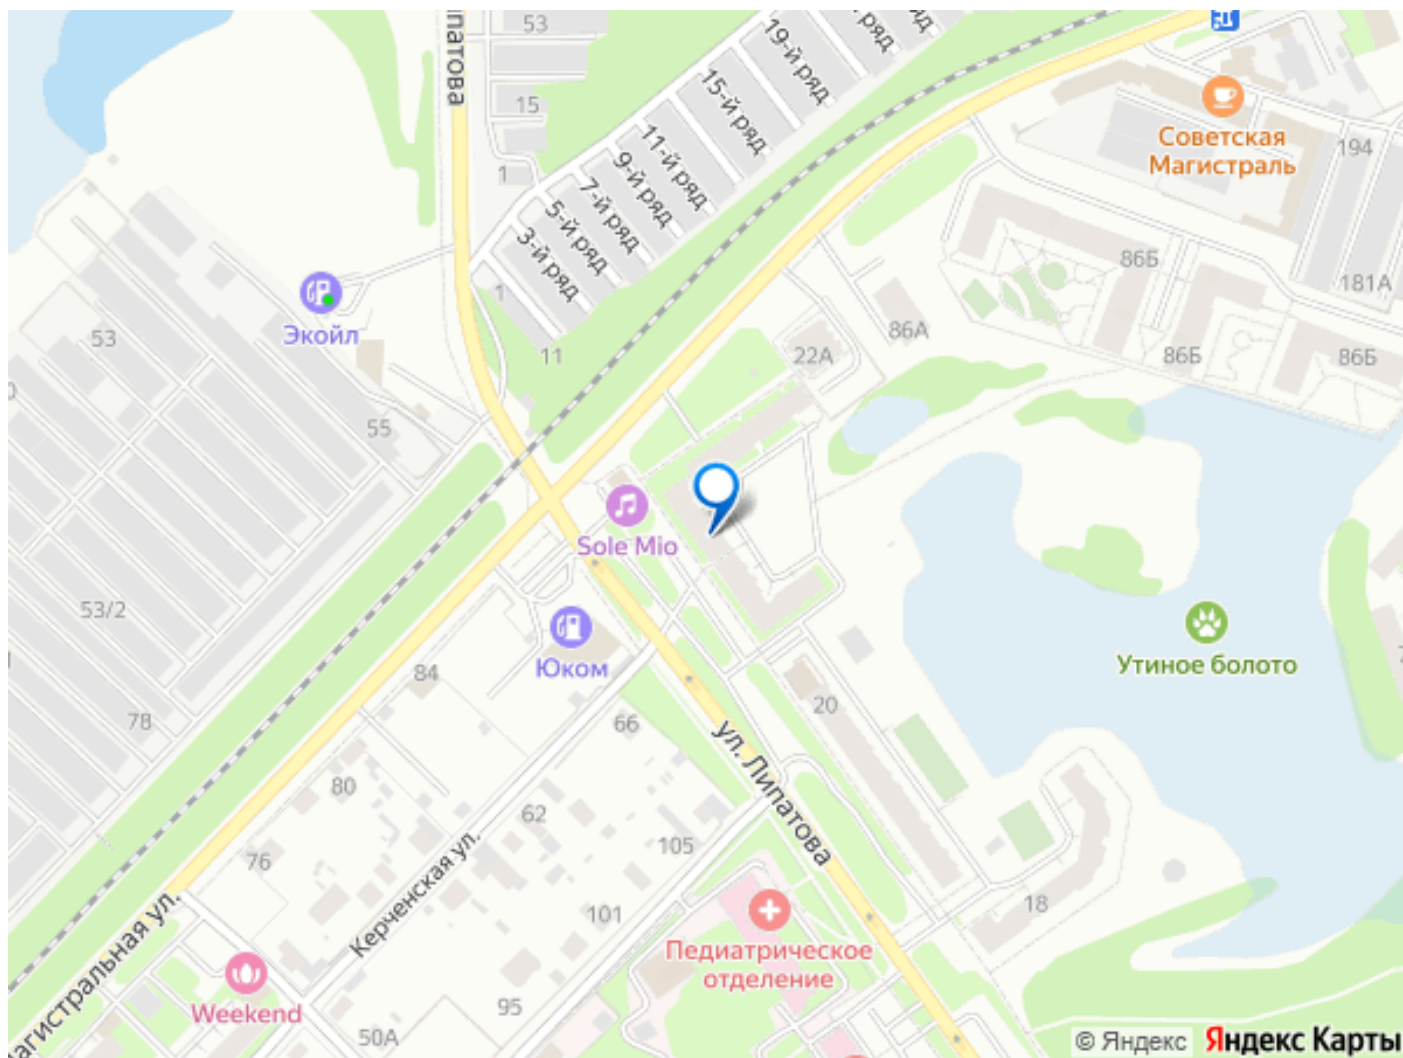 53
ипатова
19-й ряд
ряд
15-й ряд
15
11-й ряд
9-й ряд
7-й ряд
5-й ряд
3-й ряд
1
1
11
Советская
Магистраль
194
86Б
181А
86А
22А
86Б
86Б
Экойл
53
55
Sole Mio
53/2
Юком
84
78
66
20
Утиное болото
ул. Липатова
80
62
76
105
Керченская ул.
101
18
Педиатрическое
отделение
агистральная ул.
Weekend
95
50А
© Яндекс Яндекс Карты